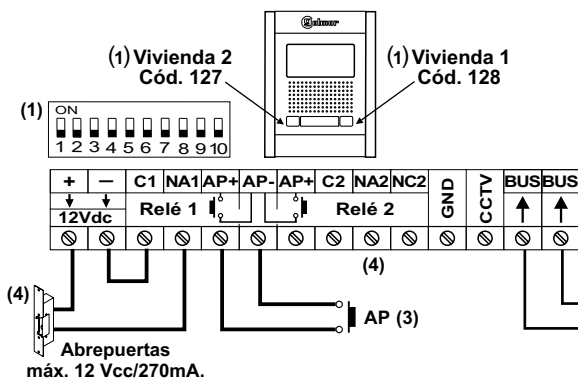 Golmar
(1) Vivienda 2
Cód. 127
(1) Vivienda 1
Cód. 128
(1)
ON
1 2 3 4 5 6 7 8 9 10
+ – C1 NA1 AP+ AP- AP+ C2 NA2 NC2 GND CCTV BUS BUS
12Vdc Relé 1 Relé 2
(4)
(4)
AP (3)
Abrepuertas
máx. 12 Vcc/270mA.